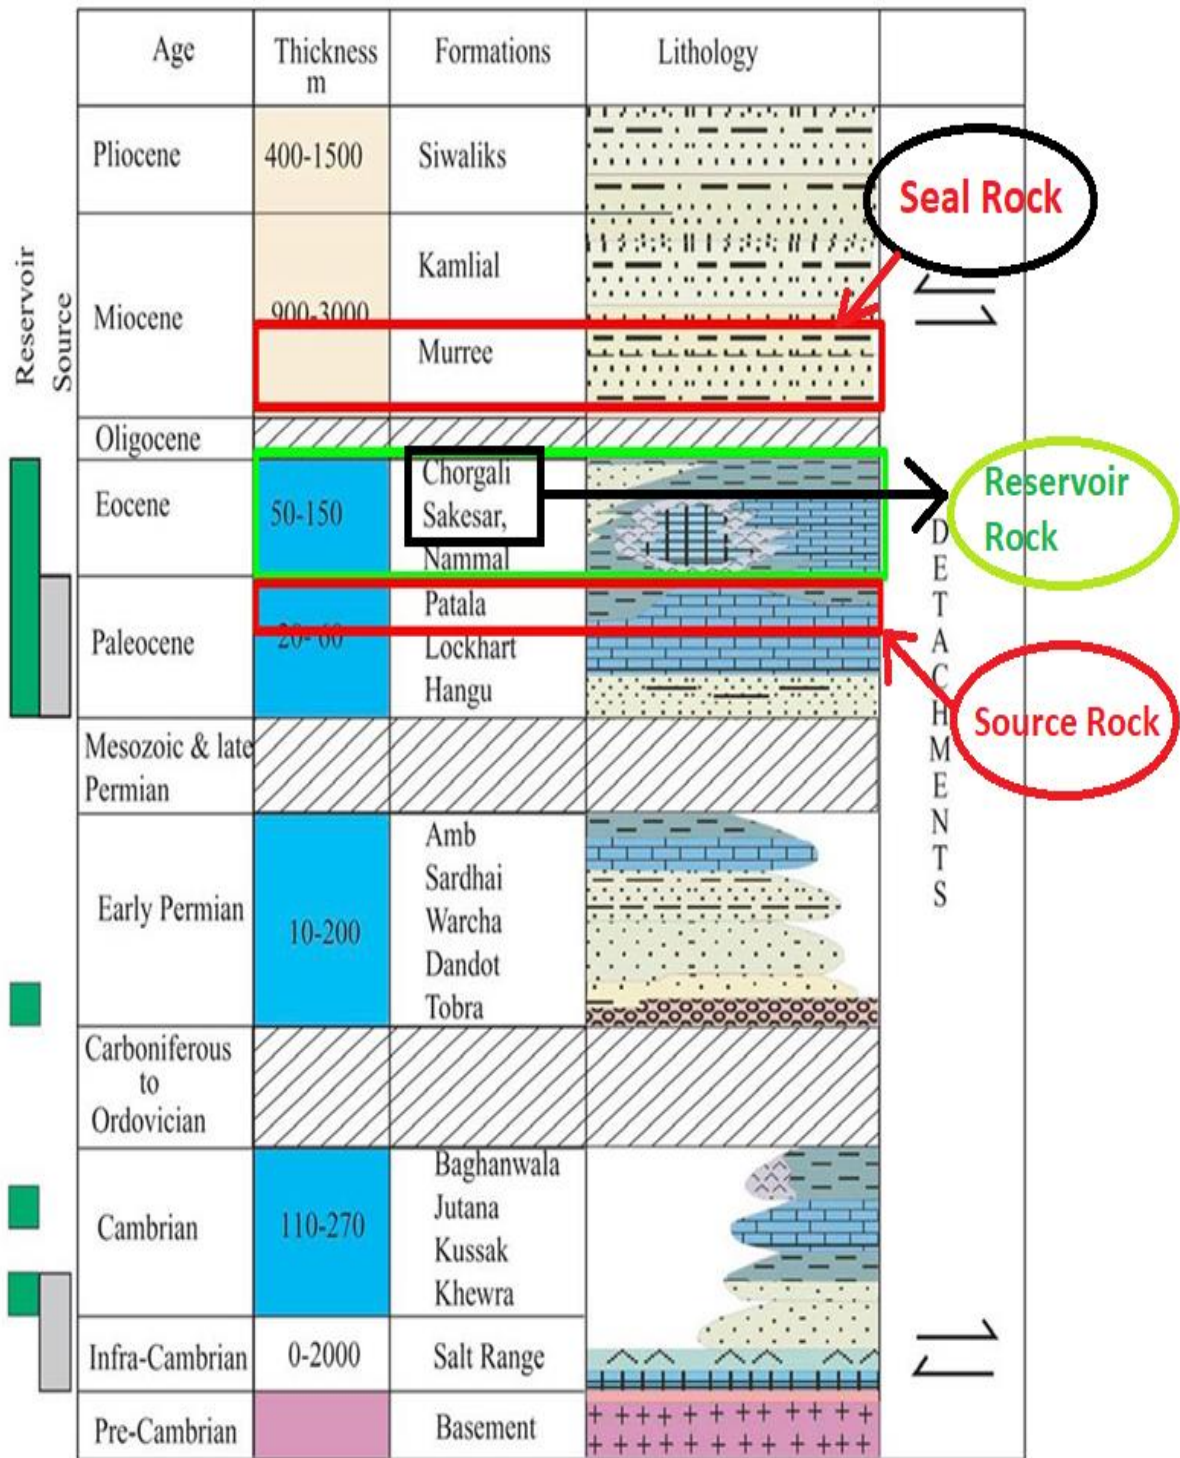 Age
Thickness
m
Formations
Lithology
Reservoir
Source
Pliocene
400-1500
Siwaliks
Seal Rock
Miocene
900-3000
Kamlial
Murree
Oligocene
Eocene
50-150
Chorgali
Sakesar,
Nammal
Reservoir
Rock
Paleocene
20- 60
Patala
Lockhart
Hangu
Source Rock
DETACHMENTS
Mesozoic & late
Permian
Early Permian
10-200
Amb
Sardhai
Warcha
Dandot
Tobra
Carboniferous
to
Ordovician
Cambrian
110-270
Baghanwala
Jutana
Kussak
Khewra
Infra-Cambrian
0-2000
Salt Range
Pre-Cambrian
Basement